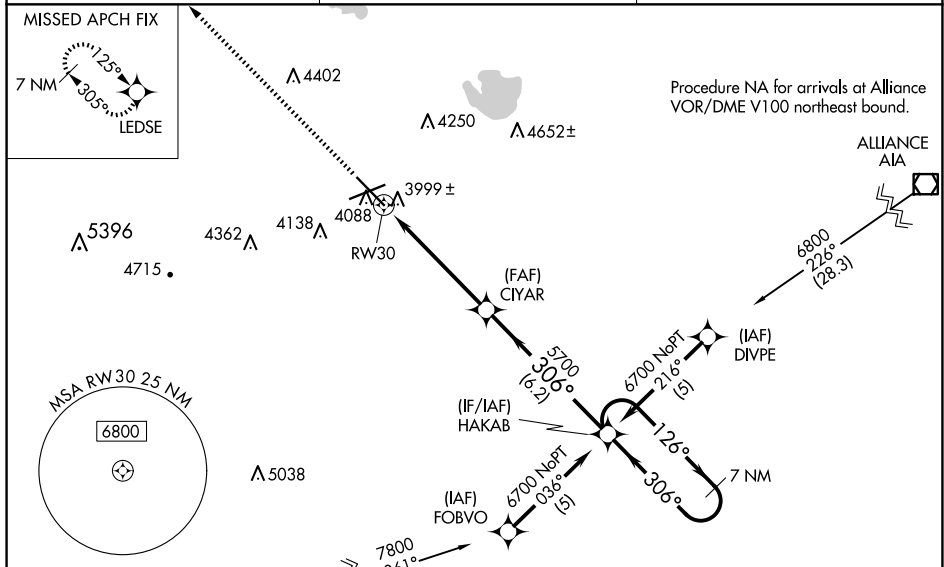 MISSED APCH FIX
125°
7 NM
305°
LEDSE
4402
4250
4652±
Procedure NA for arrivals at Alliance
VOR/DME V100 northeast bound.
ALLIANCE
AIA
3999±
4088
4138
4362
5396
4715
RW30
6800
226°
(28.3)
(FAF)
CIYAR
(IAF)
DIVPE
5700
306°
(6.2)
6700 NoPT
216°
(5)
(IF/IAF)
HAKAB
126°
306°
7 NM
MSA RW30 25 NM
6800
5038
6700 NoPT
036°
(5)
(IAF)
FOBVO
7800